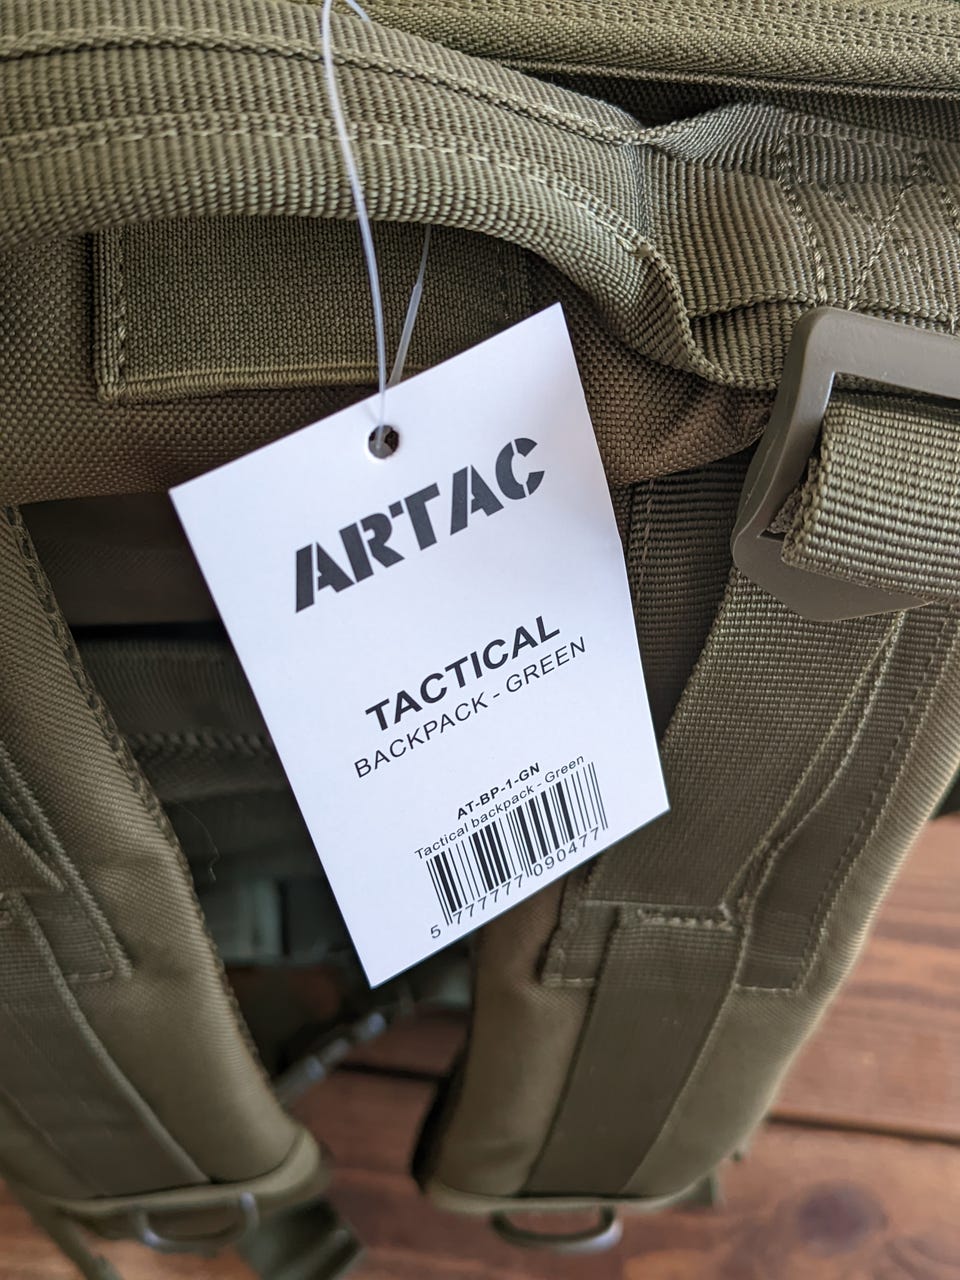 ARTAC
TACTICAL
BACKPACK - GREEN
AT-BP-1-GN
Tactical backpack - Green
5 777777 090477